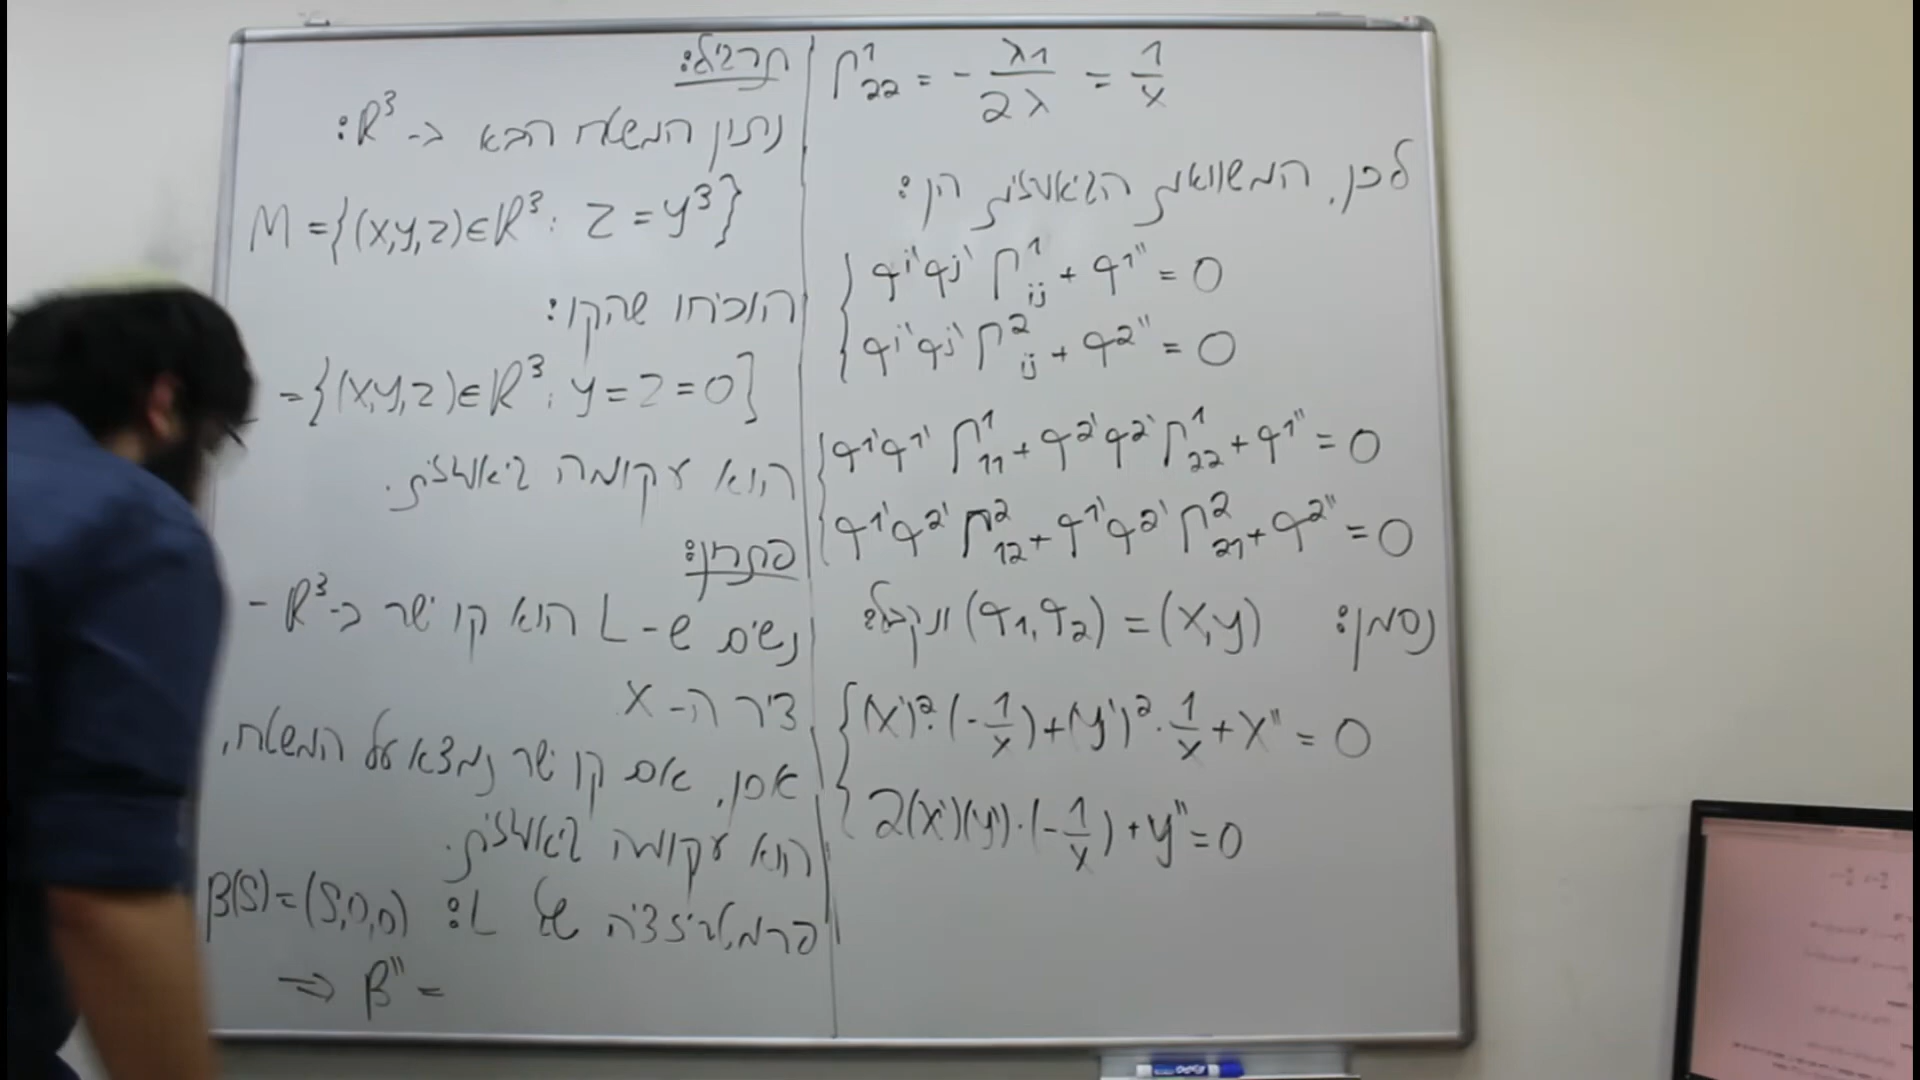 Γ¹₂₂ = - λ₁/2λ = 1/x
לכן, המשוואות הגיאודזיות הן:
{ φⁱ'φʲ' Γ¹ᵢⱼ + φ¹'' = 0
φⁱ'φʲ' Γ²ᵢⱼ + φ²'' = 0
{ φ¹'φ¹' Γ¹₁₁ + φ²'φ²' Γ¹₂₂ + φ¹'' = 0
φ¹'φ²' Γ²₁₂ + φ¹'φ²' Γ²₂₁ + φ²'' = 0
נסמן: (φ₁,φ₂) = (x,y) ונקבל:
{ (x')²·(-1/x) + (y')²·1/x + x'' = 0
2(x')(y')·(-1/x) + y'' = 0
תרגיל:
נתון המשטח הבא ב-R³:
M = {(x,y,z)∈R³: z = y³}
הוכיחו שהקו:
= {(x,y,z)∈R³: y = z = 0}
הוא עקומה גיאודזית.
פתרון:
נשים ש-L הוא קו ישר ב-R³ -
ציר ה-x
אכן, אם קו ישר נמצא על המשטח,
הוא עקומה גיאודזית.
פרמטריזציה של L: β(s) = (s,0,0)
⇒ β'' =